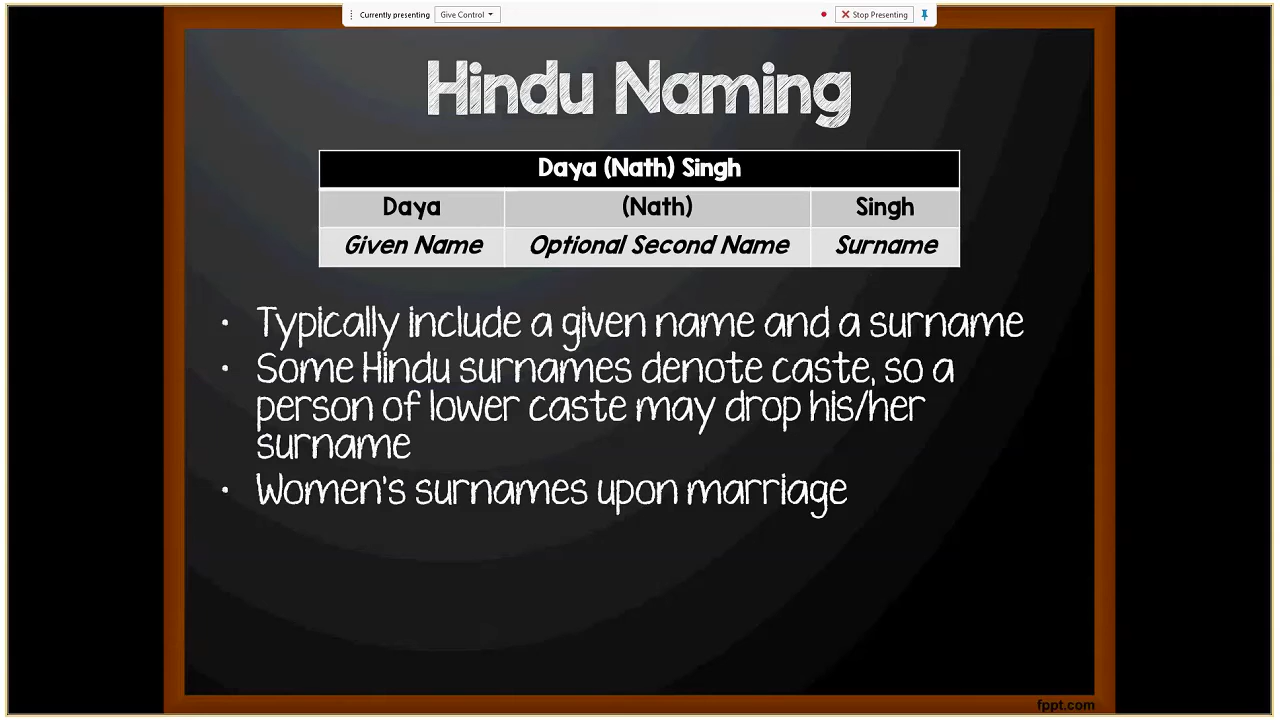 Currently presenting Give Control Stop Presenting
Hindu Naming
Daya (Nath) Singh
Daya (Nath) Singh
Given Name Optional Second Name Surname
• Typically include a given name and a surname
• Some Hindu surnames denote caste, so a
person of lower caste may drop his/her
surname
• Women's surnames upon marriage
fppt.com